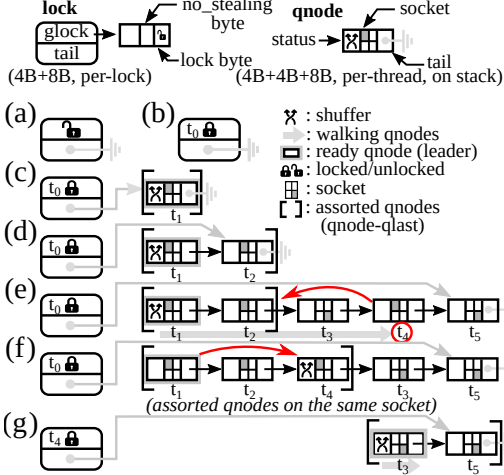 lock
no_stealing
byte
qnode
socket
glock
tail
status
lock byte
tail
(4B+8B, per-lock)
(4B+4B+8B, per-thread, on stack)
(a)
(b)
t0
: shuffer
: walking qnodes
: ready qnode (leader)
: locked/unlocked
: socket
: assorted qnodes
(qnode-qlast)
(c)
t0
t1
(d)
t0
t1
t2
(e)
t0
t1
t2
t3
t4
t5
(f)
t0
t1
t2
t4
t3
t5
(assorted qnodes on the same socket)
(g)
t4
t3
t5